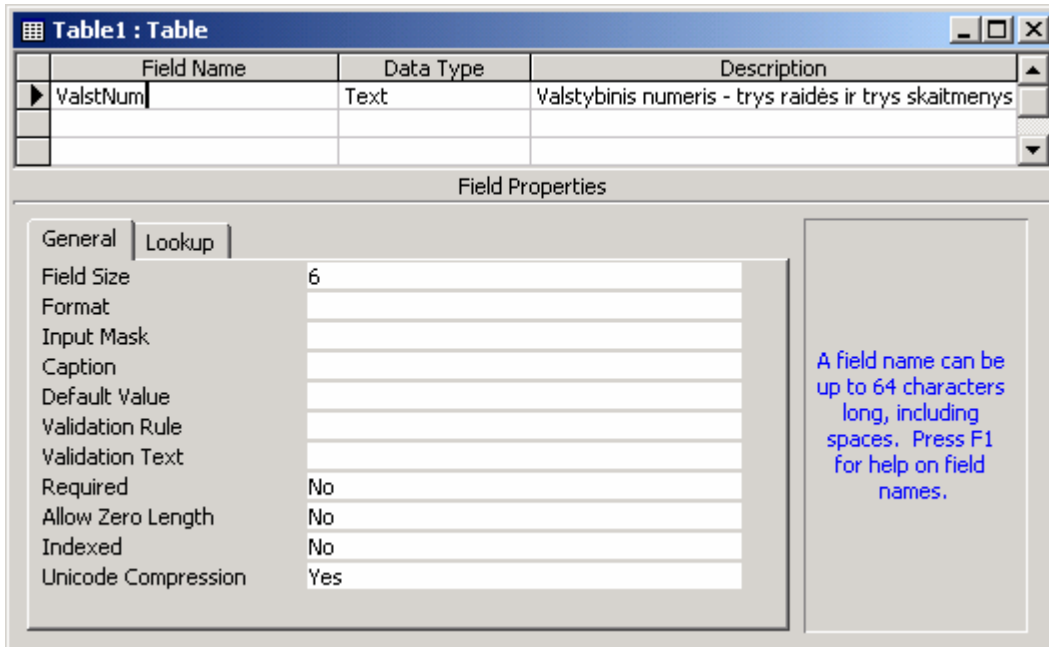 Table1 : Table
Field Name Data Type Description
ValstNum Text Valstybinis numeris - trys raidės ir trys skaitmenys
Field Properties
General Lookup
Field Size 6
Format
Input Mask
Caption
Default Value
Validation Rule
Validation Text
Required No
Allow Zero Length No
Indexed No
Unicode Compression Yes
A field name can be
up to 64 characters
long, including
spaces. Press F1
for help on field
names.